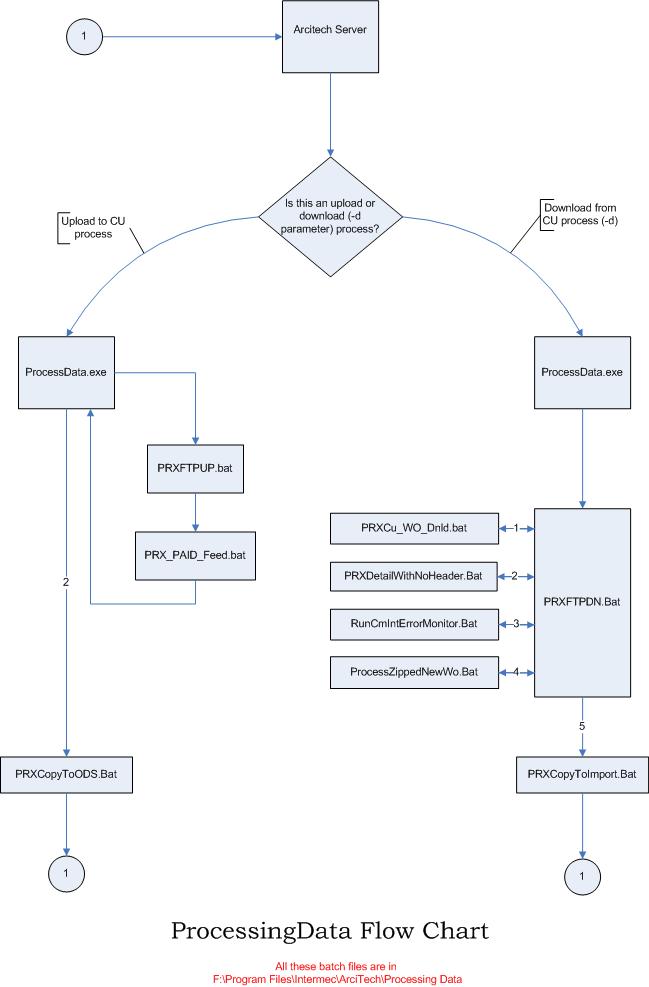 1
Arcitech Server
Is this an upload or
download (-d
parameter) process?
Upload to CU
process
Download from
CU process (-d)
ProcessData.exe
ProcessData.exe
PRXFTPUP.bat
PRX_PAID_Feed.bat
2
PRXCu_WO_Dnld.bat
1
PRXDetailWithNoHeader.Bat
2
RunCmIntErrorMonitor.Bat
3
ProcessZippedNewWo.Bat
4
PRXFTPDN.Bat
5
PRXCopyToODS.Bat
PRXCopyToImport.Bat
1
1
ProcessingData Flow Chart
All these batch files are in
F:\Program Files\Intermec\ArciTech\Processing Data